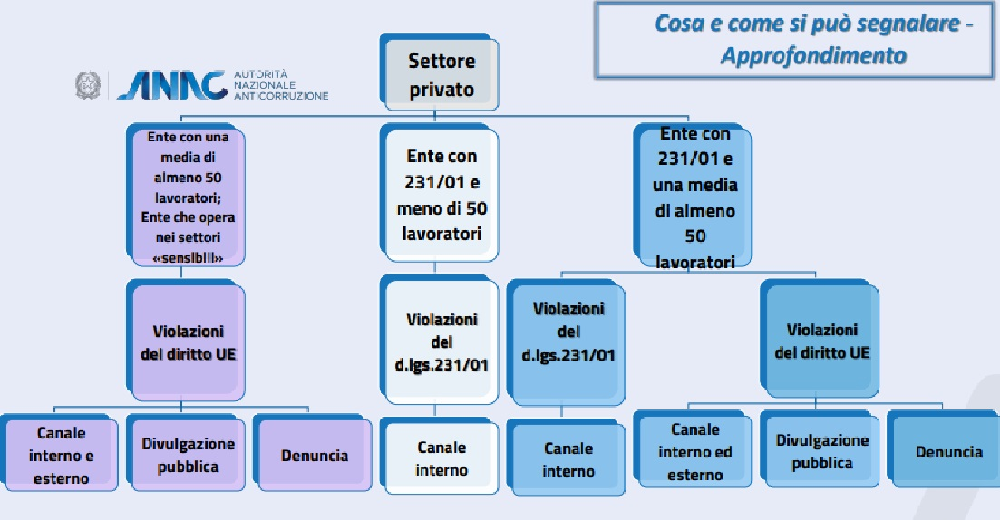 Cosa e come si può segnalare -
Approfondimento
ANAC
AUTORITÀ
NAZIONALE
ANTICORRUZIONE
Settore
privato
Ente con una
media di
almeno 50
lavoratori;
Ente che opera
nei settori
«sensibili»
Ente con
231/01 e
meno di 50
lavoratori
Ente con
231/01 e
una media
di almeno
50
lavoratori
Violazioni
del diritto UE
Violazioni
del
d.lgs.231/01
Violazioni
del
d.lgs.231/01
Violazioni
del diritto UE
Canale
interno e
esterno
Divulgazione
pubblica
Denuncia
Canale
interno
Canale
interno
Canale
interno ed
esterno
Divulgazione
pubblica
Denuncia